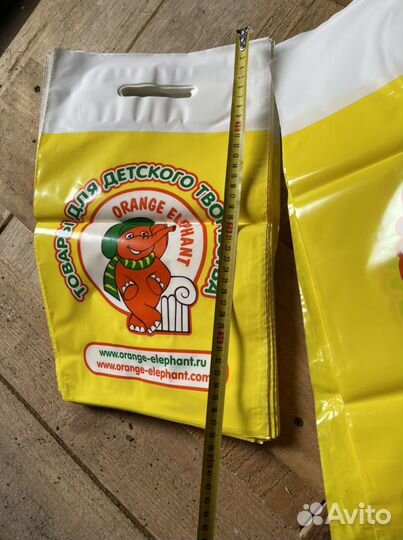 ТОВАРЫ ДЛЯ ДЕТСКОГО ТВОРЧЕСТВА
ORANGE ELEPHANT
www.orange-elephant.ru
www.orange-elephant.com
Avito